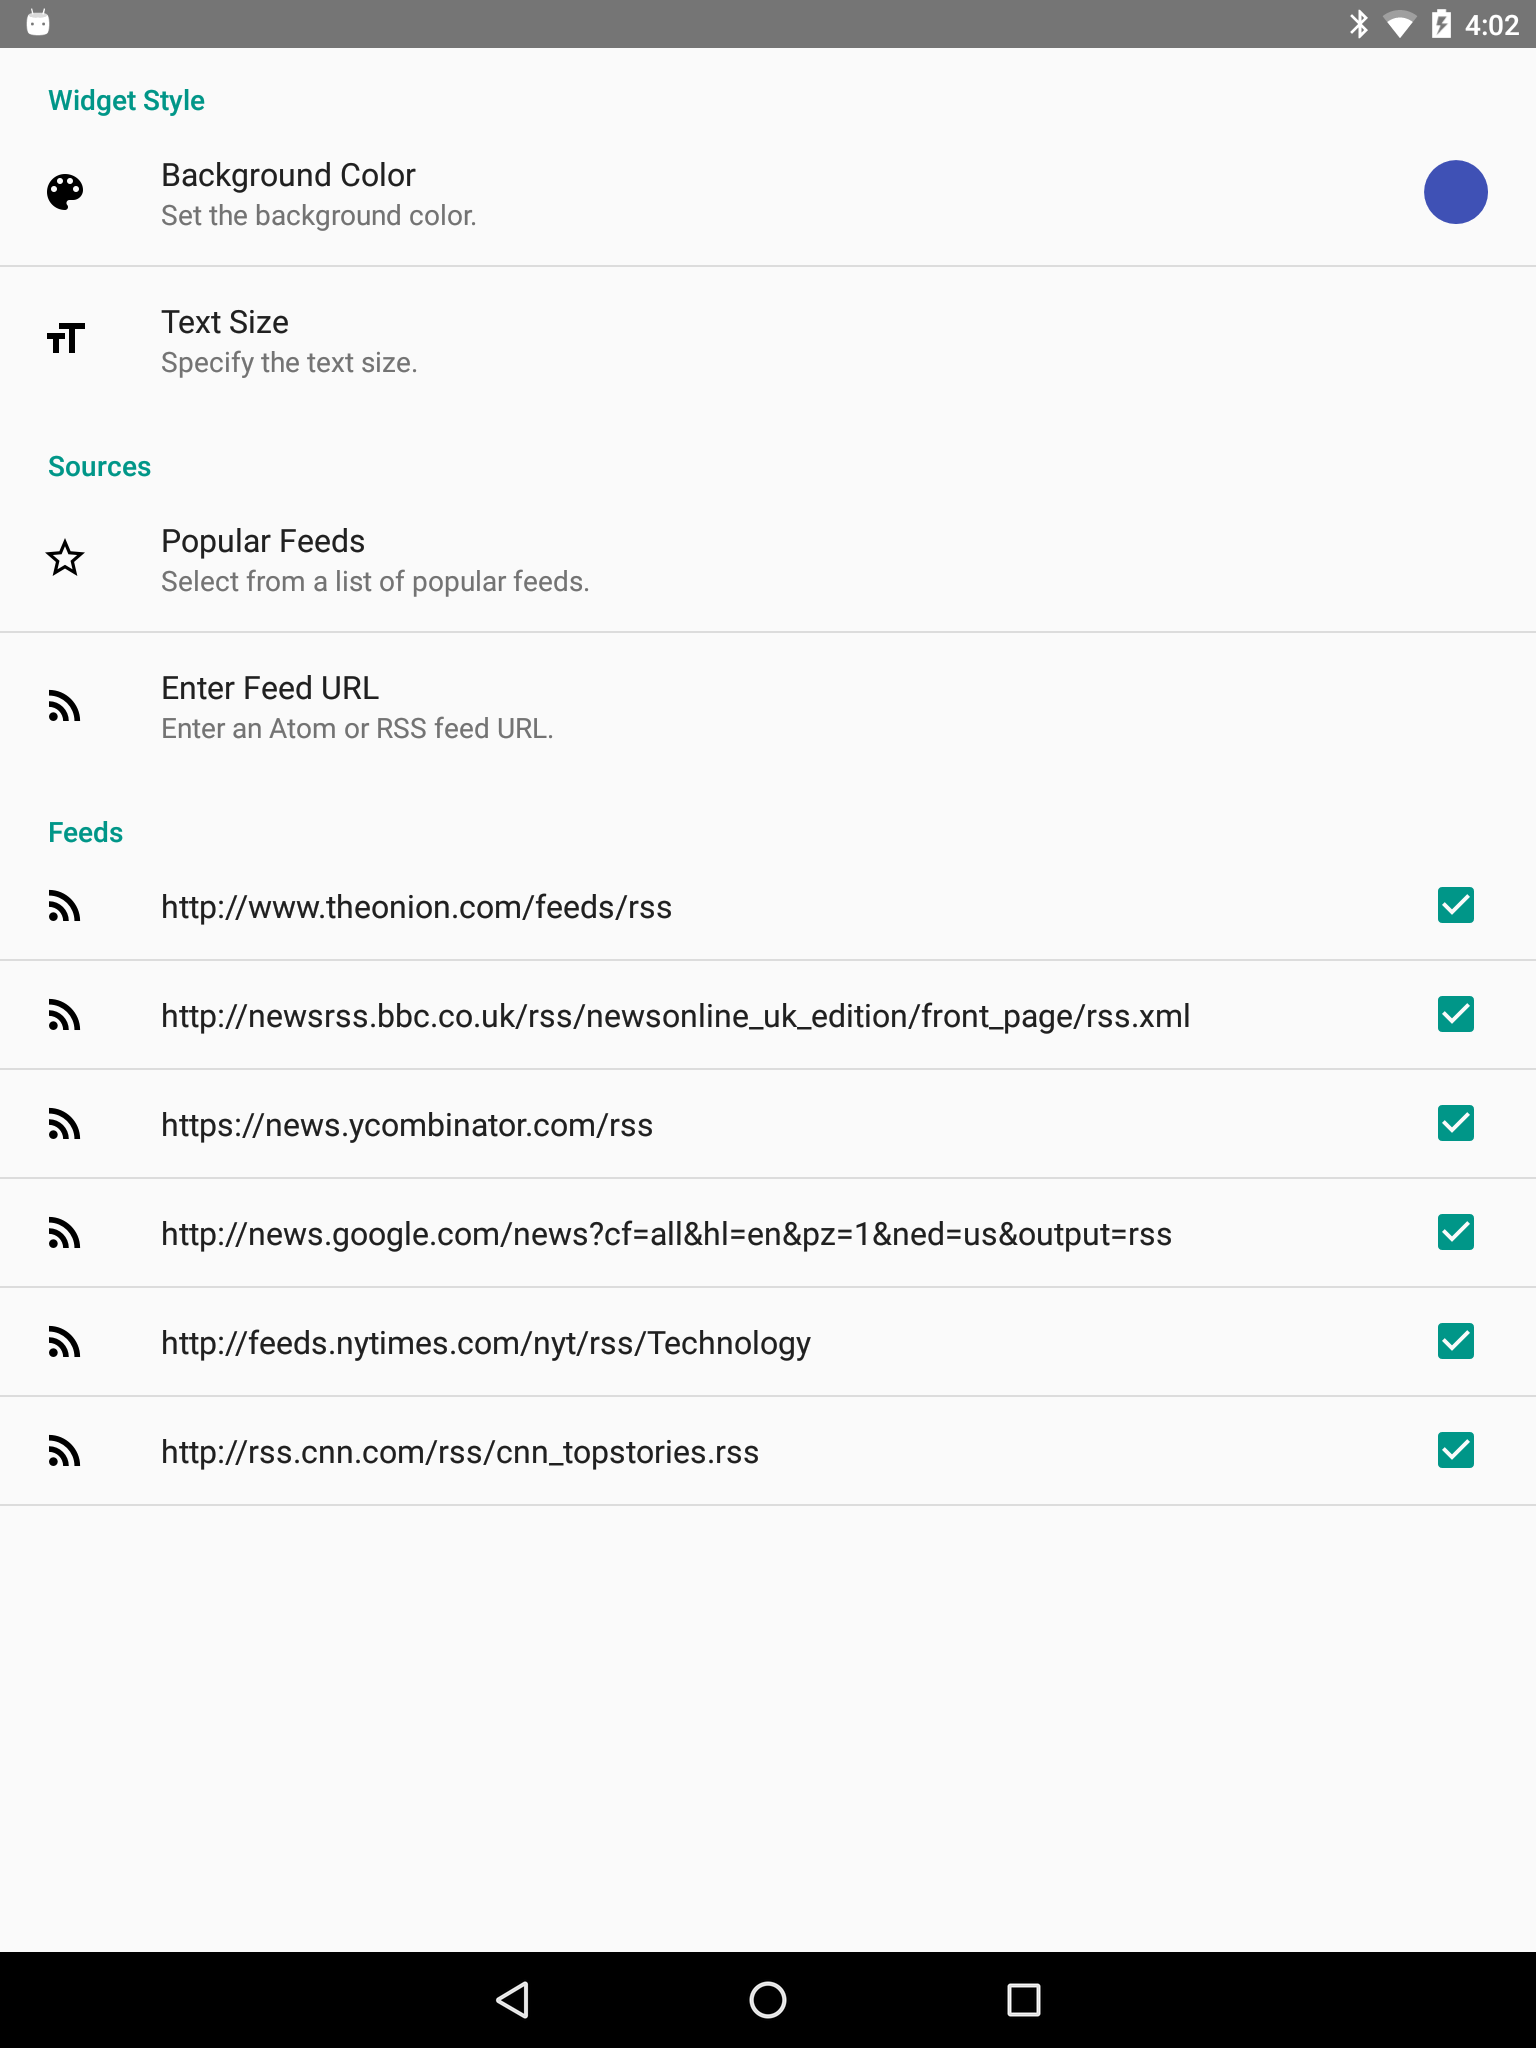 4:02
Widget Style
Background Color
Set the background color.
Text Size
Specify the text size.
Sources
Popular Feeds
Select from a list of popular feeds.
Enter Feed URL
Enter an Atom or RSS feed URL.
Feeds
http://www.theonion.com/feeds/rss
http://newsrss.bbc.co.uk/rss/newsonline_uk_edition/front_page/rss.xml
https://news.ycombinator.com/rss
http://news.google.com/news?cf=all&hl=en&pz=1&ned=us&output=rss
http://feeds.nytimes.com/nyt/rss/Technology
http://rss.cnn.com/rss/cnn_topstories.rss